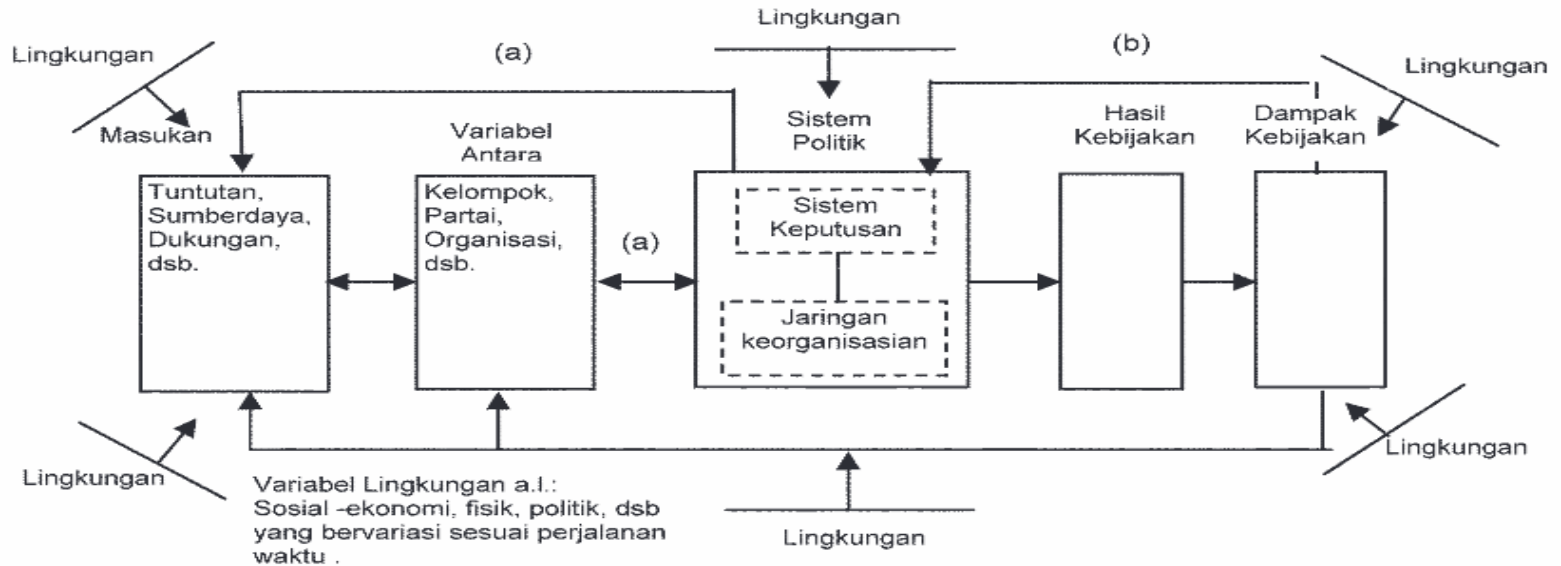 Lingkungan
(a)
Lingkungan
(b)
Lingkungan
Masukan
Variabel
Antara
Sistem
Politik
Hasil
Kebijakan
Dampak
Kebijakan
Lingkungan
Tuntutan,
Sumberdaya,
Dukungan,
dsb.
Kelompok,
Partai,
Organisasi,
dsb.
(a)
Sistem
Keputusan
Jaringan
keorganisasian
Lingkungan
Variabel Lingkungan a.l.:
Sosial -ekonomi, fisik, politik, dsb
yang bervariasi sesuai perjalanan
waktu .
Lingkungan
Lingkungan